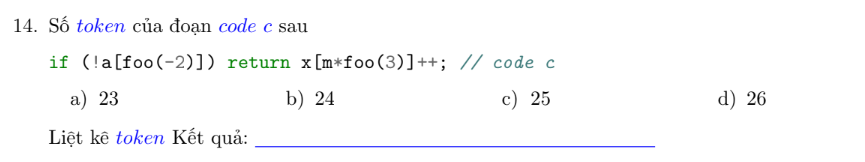 14. Số token của đoạn code c sau
if (!a[foo(-2)]) return x[m*foo(3)]++; // code c
a) 23 b) 24 c) 25 d) 26
Liệt kê token Kết quả: